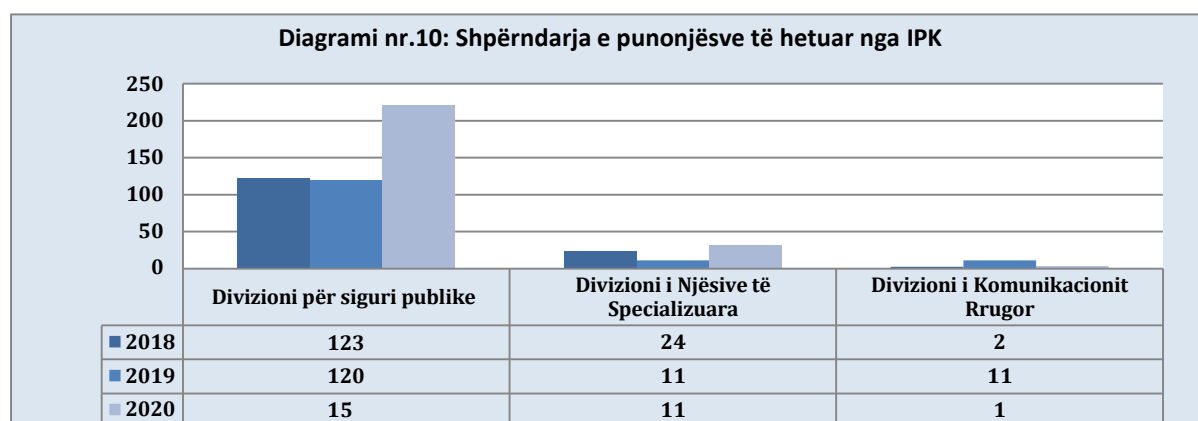 Diagrami nr.10: Shpërndarja e punonjësve të hetuar nga IPK
250
200
150
100
50
0
Divizioni për siguri publike
Divizioni i Njësive të
Specializuara
Divizioni i Komunikacionit
Rrugor
2018 123 24 2
2019 120 11 11
2020 15 11 1